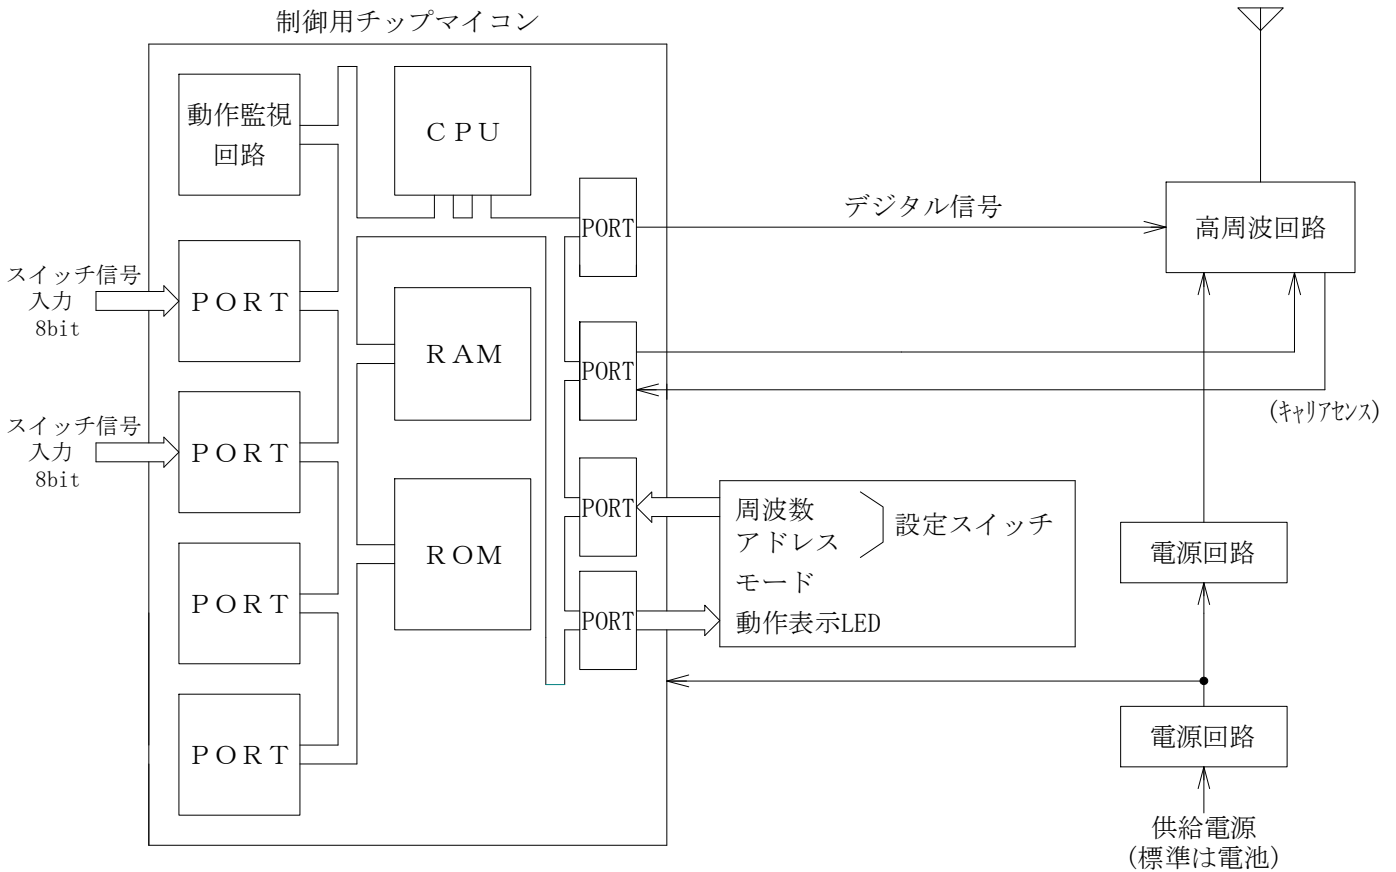 制御用チップマイコン
動作監視
回路
CPU
PORT
デジタル信号
高周波回路
スイッチ信号
入力
8bit
PORT
RAM
PORT
(キャリアセンス)
スイッチ信号
入力
8bit
PORT
ROM
PORT
周波数
アドレス
設定スイッチ
モード
動作表示LED
電源回路
PORT
PORT
PORT
電源回路
供給電源
(標準は電池)